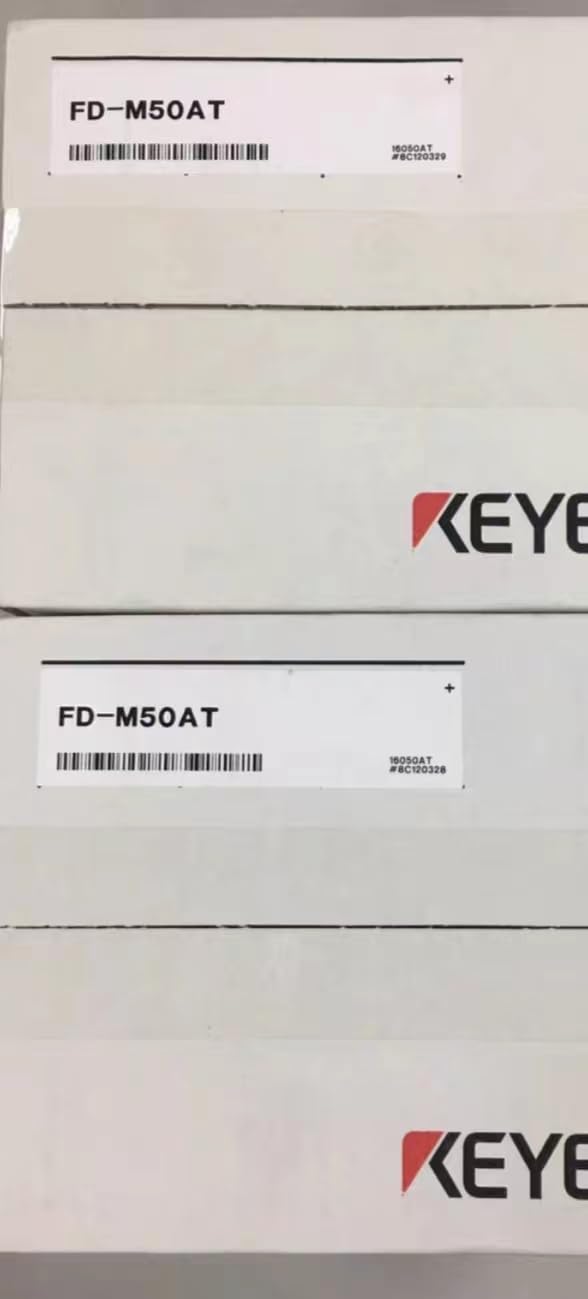 +
FD-M50AT
16050AT
#8C120329
KEYE
+
FD-M50AT
16050AT
#8C120328
KEYE